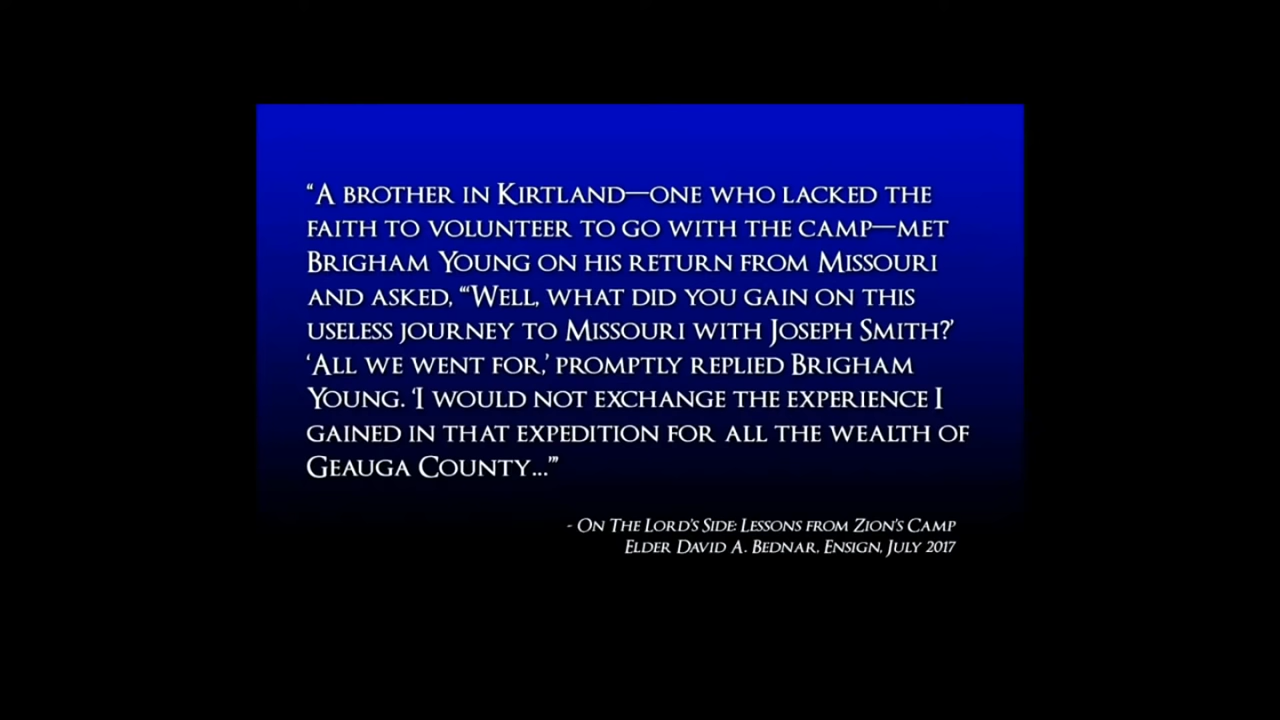 “A brother in Kirtland—one who lacked the
faith to volunteer to go with the camp—met
Brigham Young on his return from Missouri
and asked, “‘Well, what did you gain on this
useless journey to Missouri with Joseph Smith?’
‘All we went for,’ promptly replied Brigham
Young. ‘I would not exchange the experience I
gained in that expedition for all the wealth of
Geauga County...’”
- On The Lord's Side: Lessons from Zion's Camp
Elder David A. Bednar, Ensign, July 2017